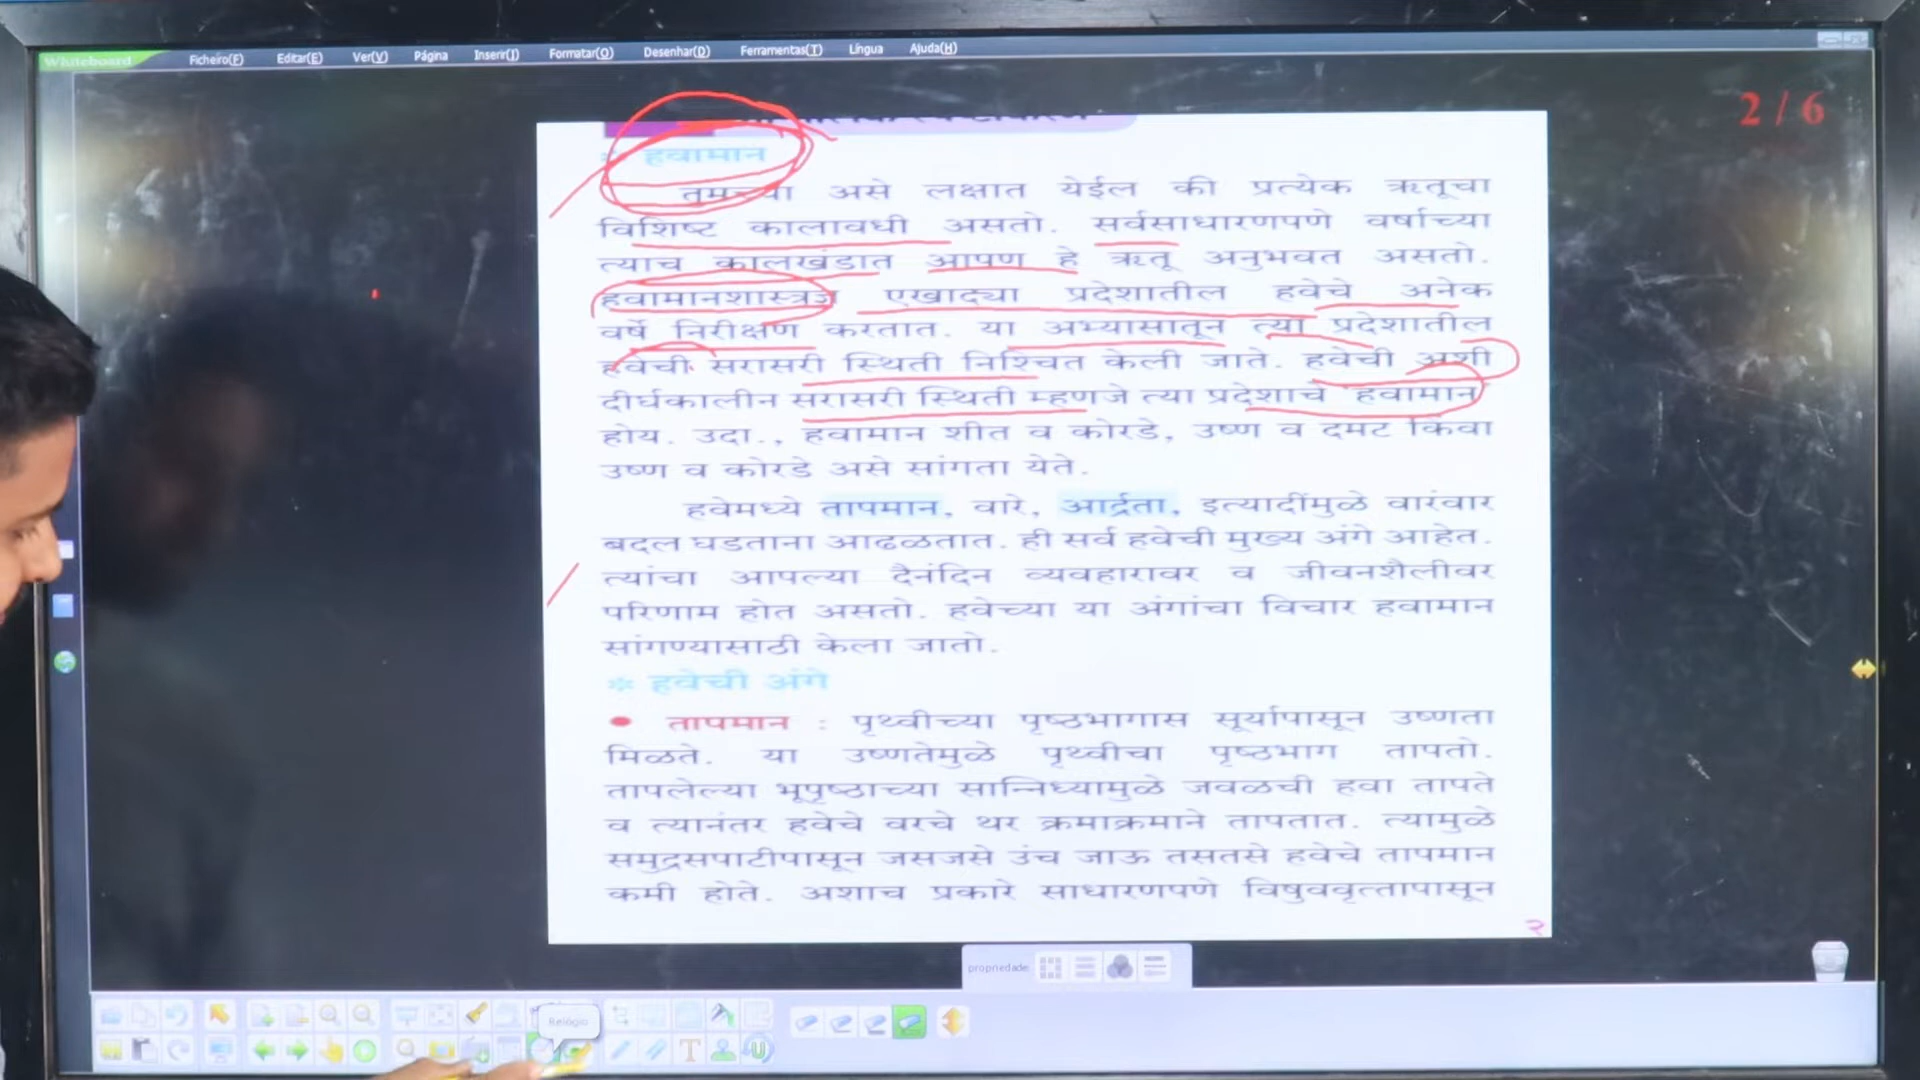 Whiteboard
Ficheiro(F) Editar(E) Ver(V) Página Inserir(I) Formatar(O) Desenhar(D) Ferramentas(T) Língua Ajuda(H)
2 / 6
हवामान
तुमच्या असे लक्षात येईल की प्रत्येक ऋतूचा
विशिष्ट कालावधी असतो. सर्वसाधारणपणे वर्षाच्या
त्याच कालखंडात आपण हे ऋतू अनुभवत असतो.
हवामानशास्त्रज्ञ एखाद्या प्रदेशातील हवेचे अनेक
वर्षे निरीक्षण करतात. या अभ्यासातून त्या प्रदेशातील
हवेची सरासरी स्थिती निश्चित केली जाते. हवेची अशी
दीर्घकालीन सरासरी स्थिती म्हणजे त्या प्रदेशाचे हवामान
होय. उदा., हवामान शीत व कोरडे, उष्ण व दमट किंवा
उष्ण व कोरडे असे सांगता येते.
हवेमध्ये तापमान, वारे, आर्द्रता, इत्यादींमुळे वारंवार
बदल घडताना आढळतात. ही सर्व हवेची मुख्य अंगे आहेत.
त्यांचा आपल्या दैनंदिन व्यवहारावर व जीवनशैलीवर
परिणाम होत असतो. हवेच्या या अंगांचा विचार हवामान
सांगण्यासाठी केला जातो.
* हवेची अंगे
● तापमान : पृथ्वीच्या पृष्ठभागास सूर्यापासून उष्णता
मिळते. या उष्णतेमुळे पृथ्वीचा पृष्ठभाग तापतो.
तापलेल्या भूपृष्ठाच्या सान्निध्यामुळे जवळची हवा तापते
व त्यानंतर हवेचे वरचे थर क्रमाक्रमाने तापतात. त्यामुळे
समुद्रसपाटीपासून जसजसे उंच जाऊ तसतसे हवेचे तापमान
कमी होते. अशाच प्रकारे साधारणपणे विषुववृत्तापासून
२
propriedade
Relógio